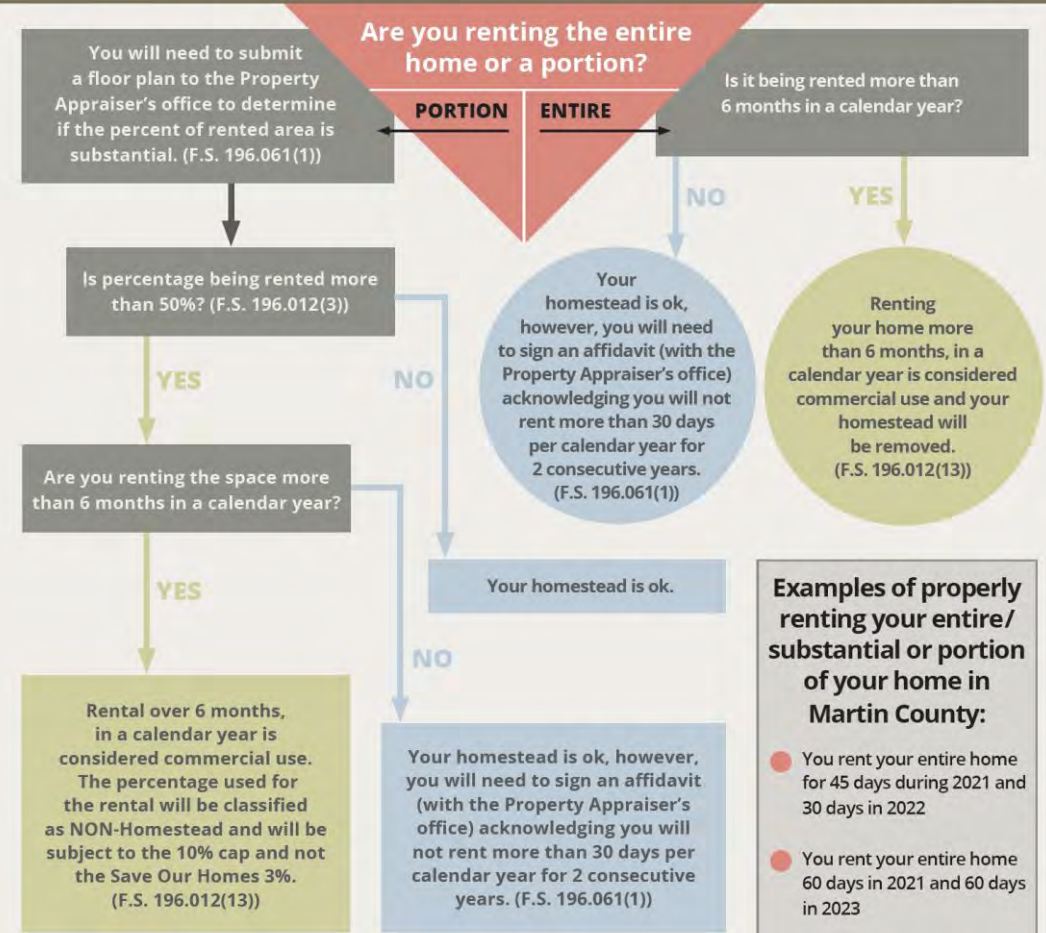 Are you renting the entire
home or a portion?
PORTION
ENTIRE
You will need to submit
a floor plan to the Property
Appraiser's office to determine
if the percent of rented area is
substantial. (F.S. 196.061(1))
Is percentage being rented more
than 50%? (F.S. 196.012(3))
YES
NO
Are you renting the space more
than 6 months in a calendar year?
YES
NO
Rental over 6 months,
in a calendar year is
considered commercial use.
The percentage used for
the rental will be classified
as NON-Homestead and will be
subject to the 10% cap and not
the Save Our Homes 3%.
(F.S. 196.012(13))
Your homestead is ok, however,
you will need to sign an affidavit
(with the Property Appraiser's
office) acknowledging you will
not rent more than 30 days per
calendar year for 2 consecutive
years. (F.S. 196.061(1))
Your homestead is ok.
Is it being rented more than
6 months in a calendar year?
NO
YES
Your
homestead is ok,
however, you will need
to sign an affidavit (with the
Property Appraiser's office)
acknowledging you will not
rent more than 30 days
per calendar year for
2 consecutive years.
(F.S. 196.061(1))
Renting
your home more
than 6 months, in a
calendar year is considered
commercial use and your
homestead will
be removed.
(F.S. 196.012(13))
Examples of properly
renting your entire/
substantial or portion
of your home in
Martin County:
You rent your entire home
for 45 days during 2021 and
30 days in 2022
You rent your entire home
60 days in 2021 and 60 days
in 2023